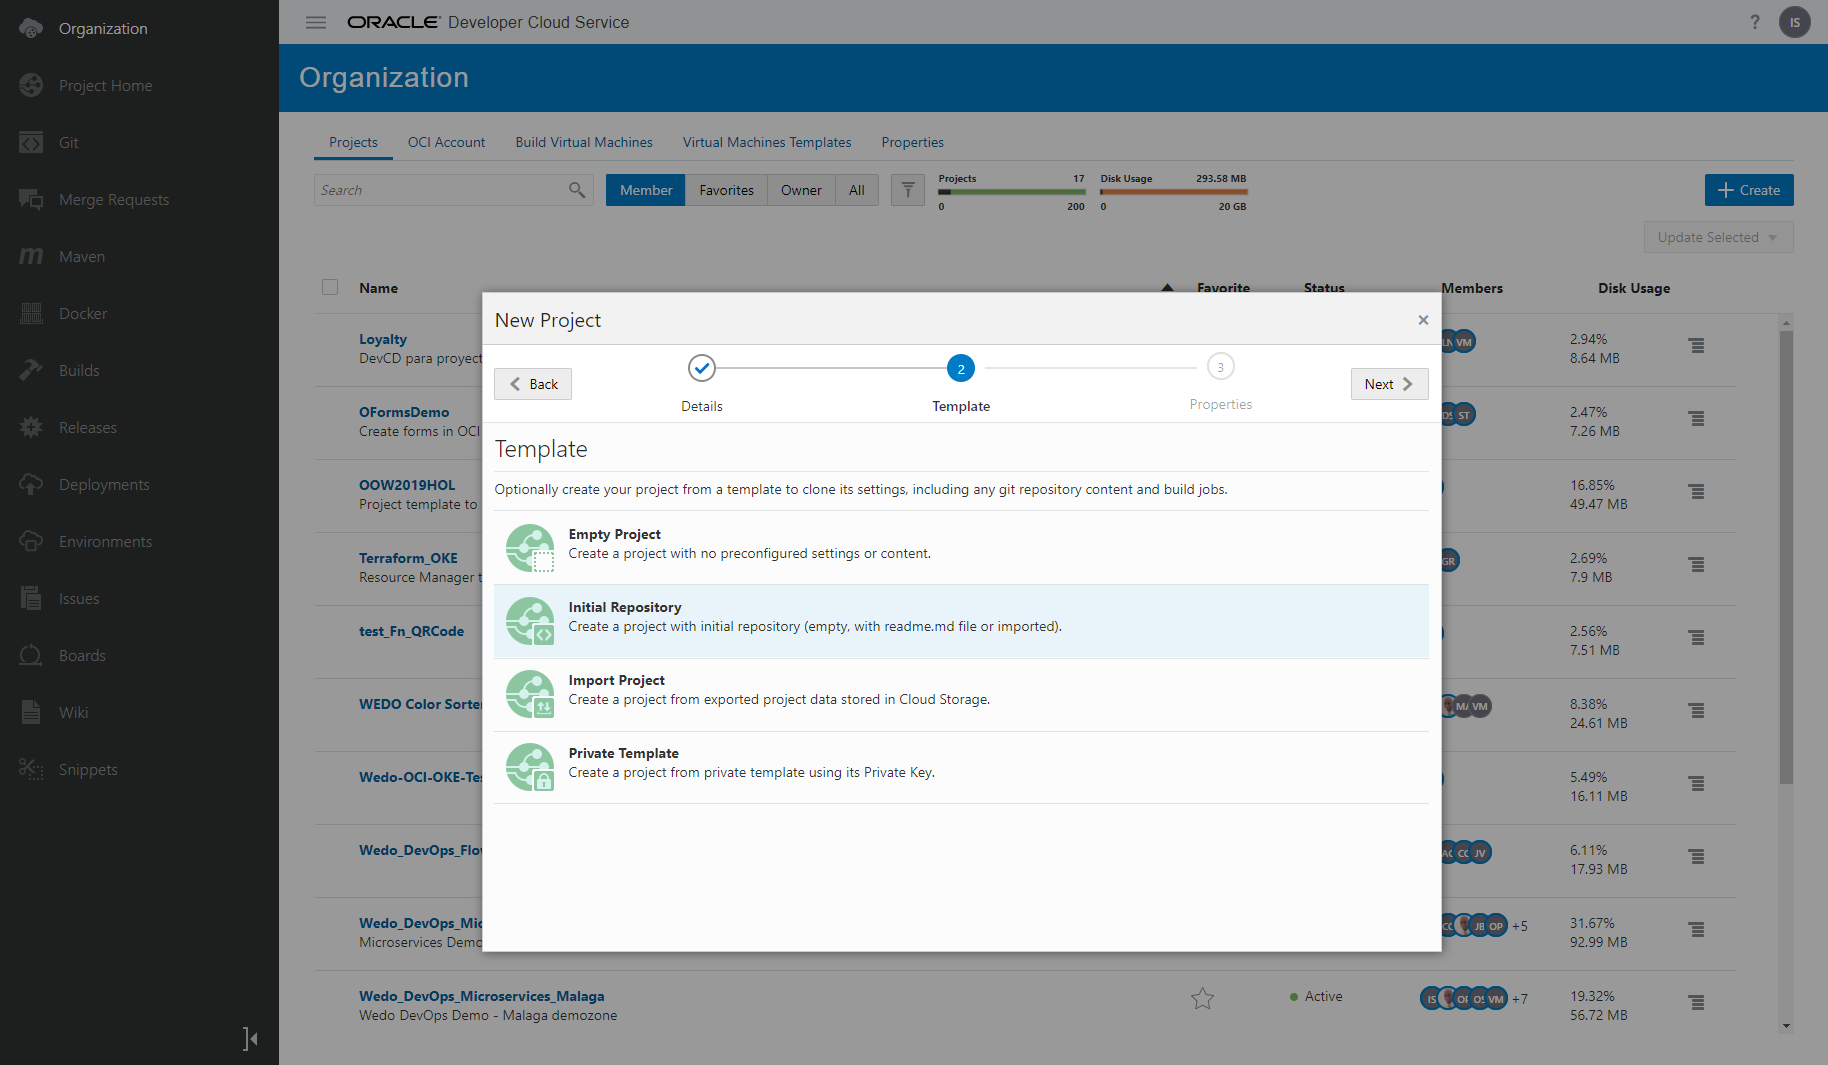 Organization
Project Home
Git
Merge Requests
Maven
Docker
Builds
Releases
Deployments
Environments
Issues
Boards
Wiki
Snippets
ORACLE Developer Cloud Service
?
IS
Organization
Projects
OCI Account
Build Virtual Machines
Virtual Machines Templates
Properties
Search
Member
Favorites
Owner
All
Projects 17
0 200
Disk Usage 293.58 MB
0 20 GB
Create
Update Selected
Name
Favorite
Status
Members
Disk Usage
Loyalty
DevCD para proyect
VM
2.94%
8.64 MB
OFormsDemo
Create forms in OCI
ST
2.47%
7.26 MB
OOW2019HOL
Project template to
16.85%
49.47 MB
Terraform_OKE
Resource Manager t
GR
2.69%
7.9 MB
test_Fn_QRCode
2.56%
7.51 MB
WEDO Color Sorte
VM
8.38%
24.61 MB
Wedo-OCI-OKE-Te
5.49%
16.11 MB
Wedo_DevOps_Flo
JV
6.11%
17.93 MB
Wedo_DevOps_Mic
Microservices Demo
JB
OP
+5
31.67%
92.99 MB
Wedo_DevOps_Microservices_Malaga
Wedo DevOps Demo - Malaga demozone
Active
IS
VM
+7
19.32%
56.72 MB
New Project
×
Back
Details
2
Template
3
Properties
Next
Template
Optionally create your project from a template to clone its settings, including any git repository content and build jobs.
Empty Project
Create a project with no preconfigured settings or content.
Initial Repository
Create a project with initial repository (empty, with readme.md file or imported).
Import Project
Create a project from exported project data stored in Cloud Storage.
Private Template
Create a project from private template using its Private Key.